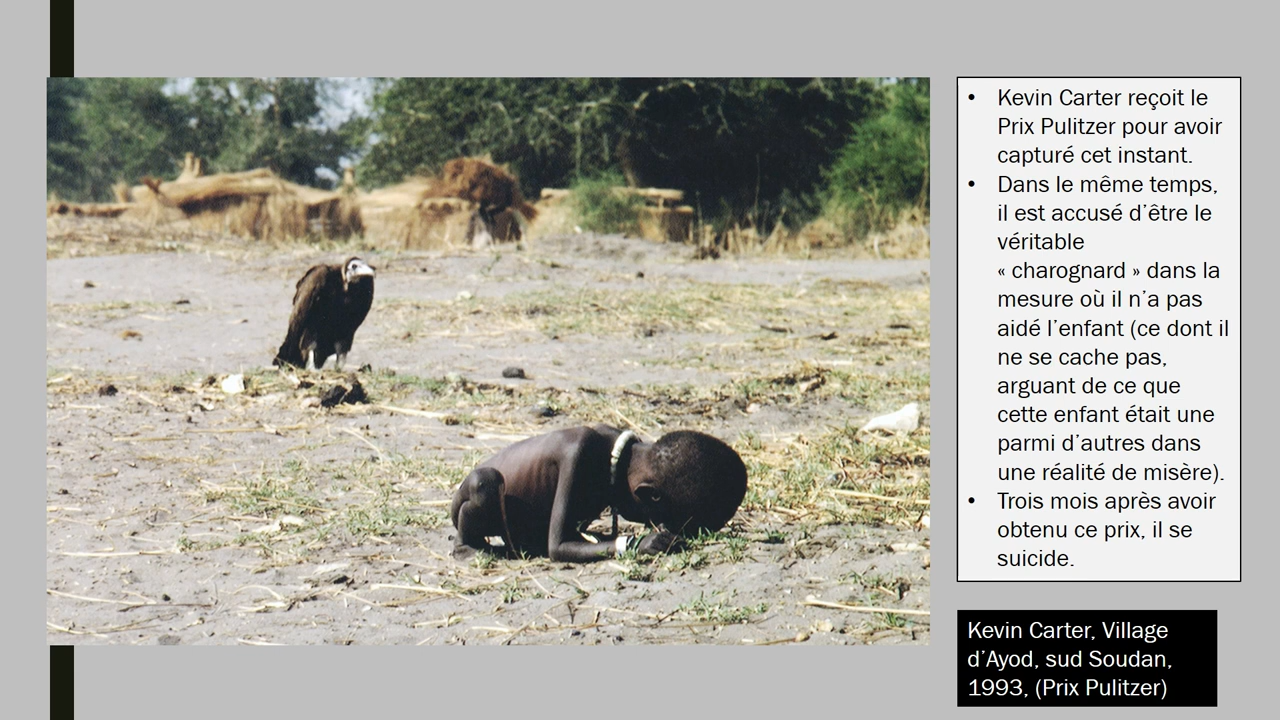 • Kevin Carter reçoit le
Prix Pulitzer pour avoir
capturé cet instant.
• Dans le même temps,
il est accusé d’être le
véritable
« charognard » dans la
mesure où il n’a pas
aidé l’enfant (ce dont il
ne se cache pas,
arguant de ce que
cette enfant était une
parmi d’autres dans
une réalité de misère).
• Trois mois après avoir
obtenu ce prix, il se
suicide.
Kevin Carter, Village
d’Ayod, sud Soudan,
1993, (Prix Pulitzer)